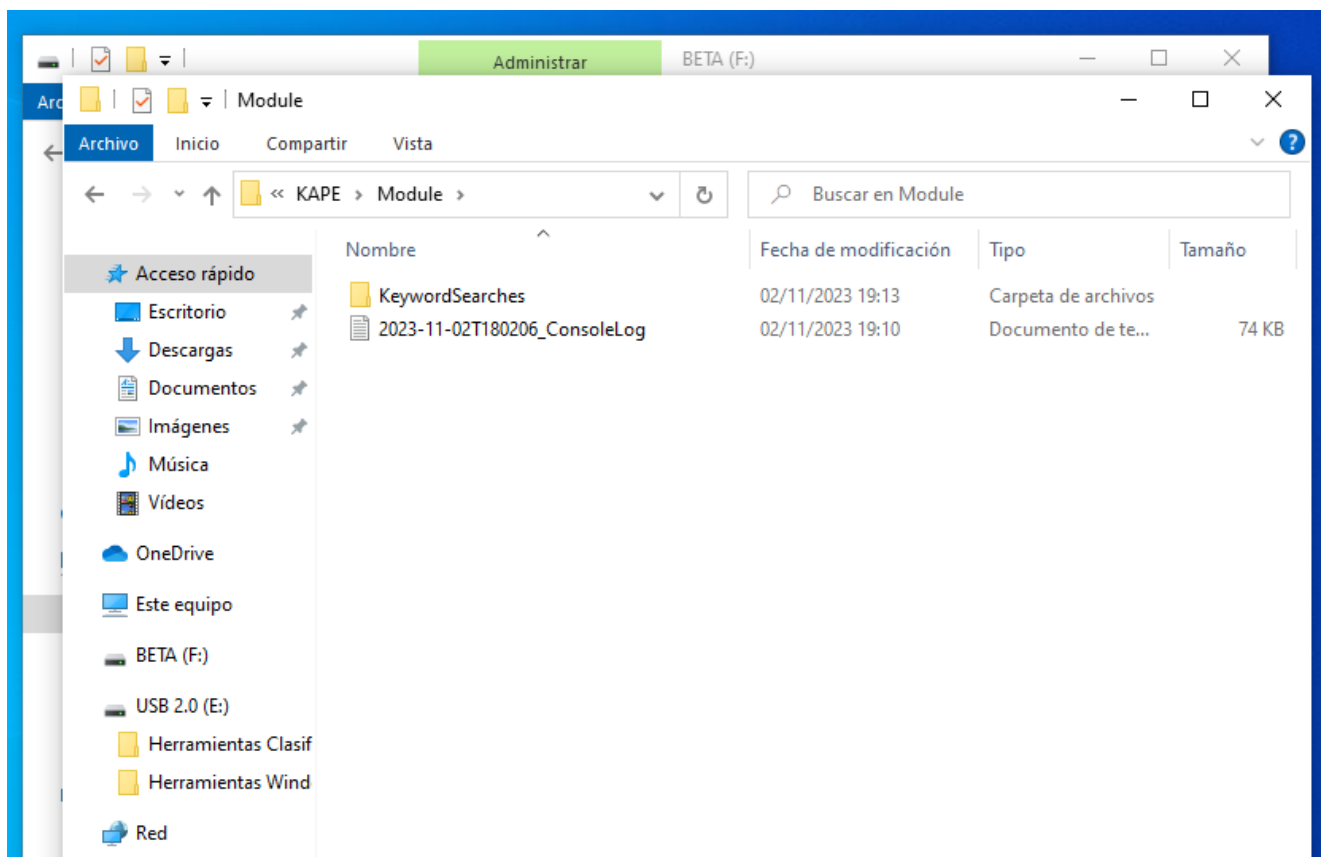 Administrar BETA (F:)
Module
Archivo Inicio Compartir Vista
« KAPE > Module > Buscar en Module
Nombre Fecha de modificación Tipo Tamaño
Acceso rápido
KeywordSearches 02/11/2023 19:13 Carpeta de archivos
Escritorio
2023-11-02T180206_ConsoleLog 02/11/2023 19:10 Documento de te... 74 KB
Descargas
Documentos
Imágenes
Música
Vídeos
OneDrive
Este equipo
BETA (F:)
USB 2.0 (E:)
Herramientas Clasif
Herramientas Wind
Red